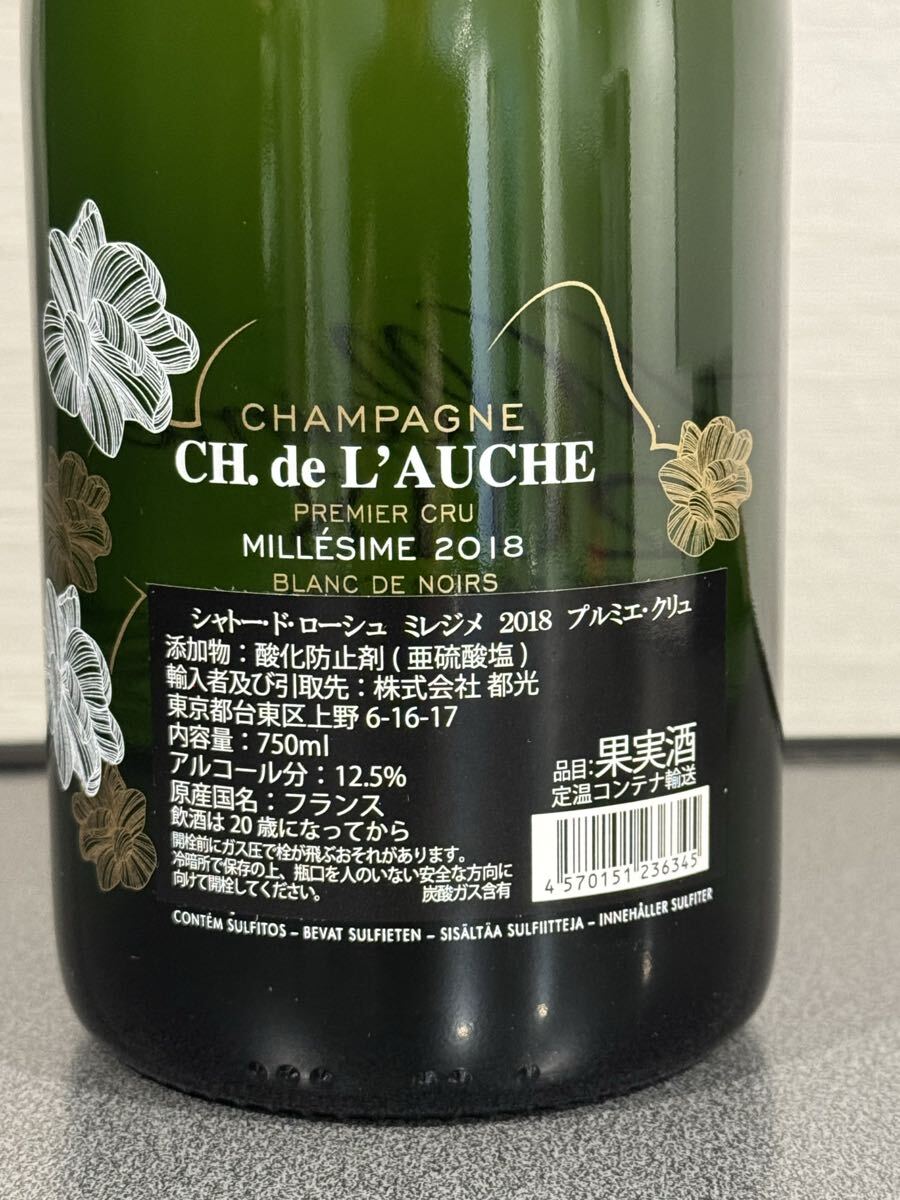 CHAMPAGNE
CH. de L'AUCHE
PREMIER CRU
MILLÉSIME 2018
BLANC DE NOIRS
シャトー・ド・ローシュ ミレジメ 2018 プルミエ・クリュ
添加物：酸化防止剤(亜硫酸塩)
輸入者及び引取先：株式会社 都光
東京都台東区上野 6-16-17
内容量：750ml
アルコール分：12.5%
原産国名：フランス
飲酒は20歳になってから
品目:果実酒
定温コンテナ輸送
開栓前にガス圧で栓が飛ぶおそれがあります。
冷暗所で保存の上、瓶口を人のいない安全な方向に
向けて開栓してください。 炭酸ガス含有
4 570151 236345
CONTÉM SULFITOS – BEVAT SULFIETEN – SISÄLTÄÄ SULFIITTEJA – INNEHÅLLER SULFITER